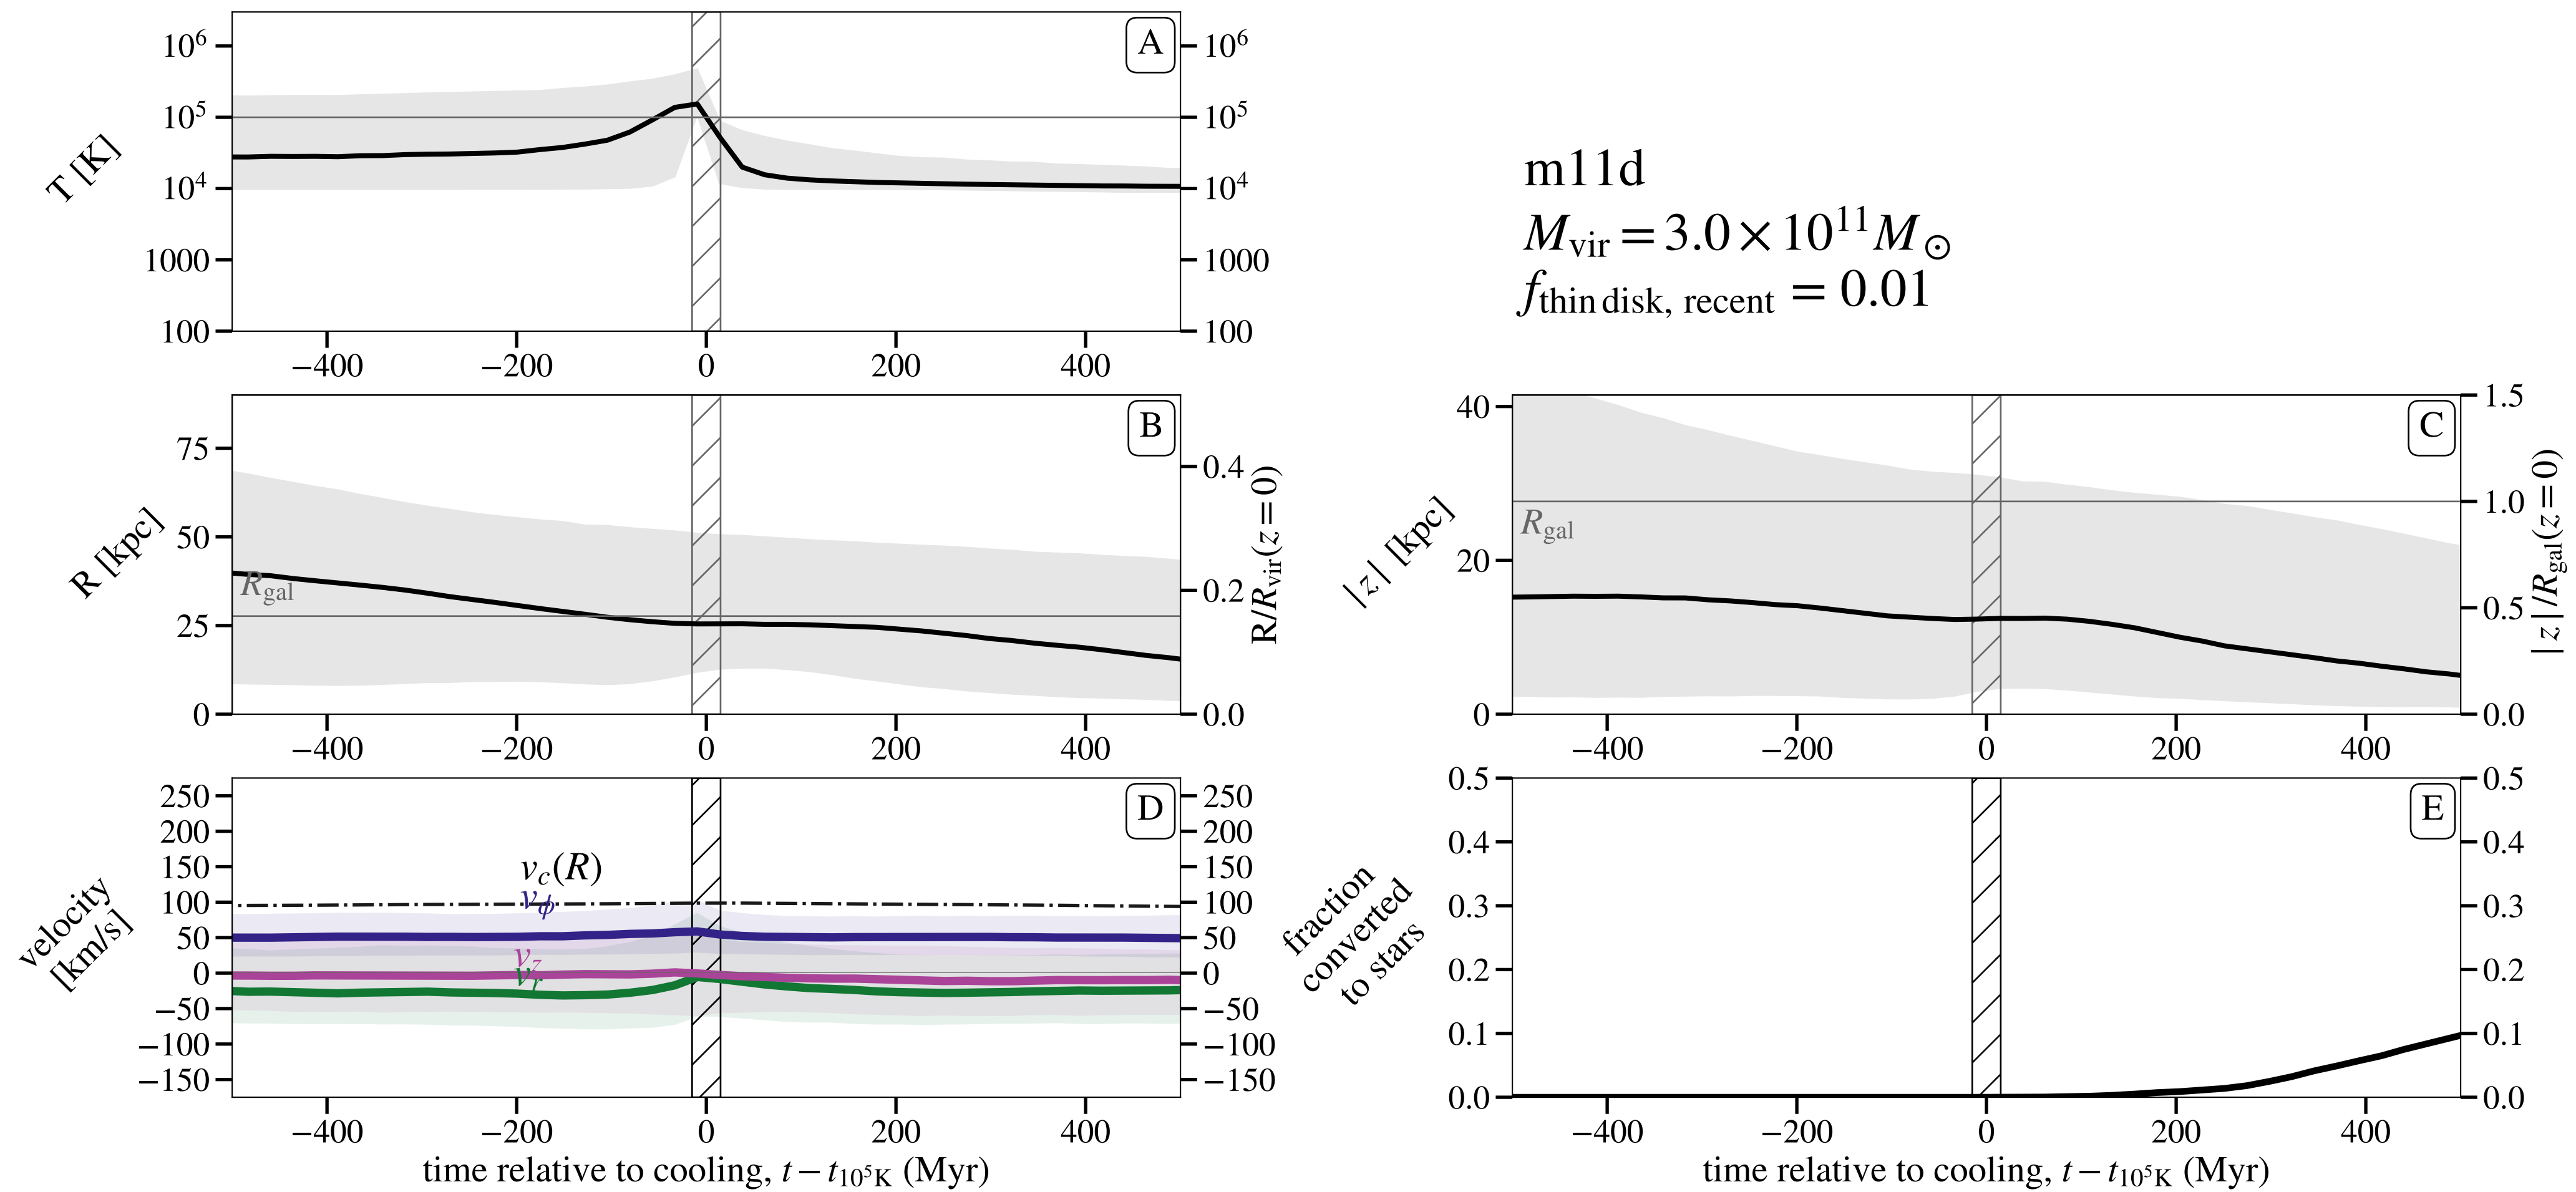 A
T [K]
10⁶
10⁵
10⁴
1000
100
10⁶
10⁵
10⁴
1000
100
−400 −200 0 200 400
m11d
M_vir = 3.0 × 10¹¹ M_⊙
f_thin disk, recent = 0.01
B
R [kpc]
75
50
25
0
R_gal
0.4
0.2
0.0
R/R_vir(z = 0)
−400 −200 0 200 400
C
|z| [kpc]
40
20
0
R_gal
1.5
1.0
0.5
0.0
|z|/R_gal(z = 0)
−400 −200 0 200 400
D
velocity
[km/s]
250
200
150
100
50
0
−50
−100
−150
v_c(R)
v_ϕ
v_z
v_r
250
200
150
100
50
0
−50
−100
−150
−400 −200 0 200 400
time relative to cooling, t − t_10⁵K (Myr)
E
fraction
converted
to stars
0.5
0.4
0.3
0.2
0.1
0.0
0.5
0.4
0.3
0.2
0.1
0.0
−400 −200 0 200 400
time relative to cooling, t − t_10⁵K (Myr)